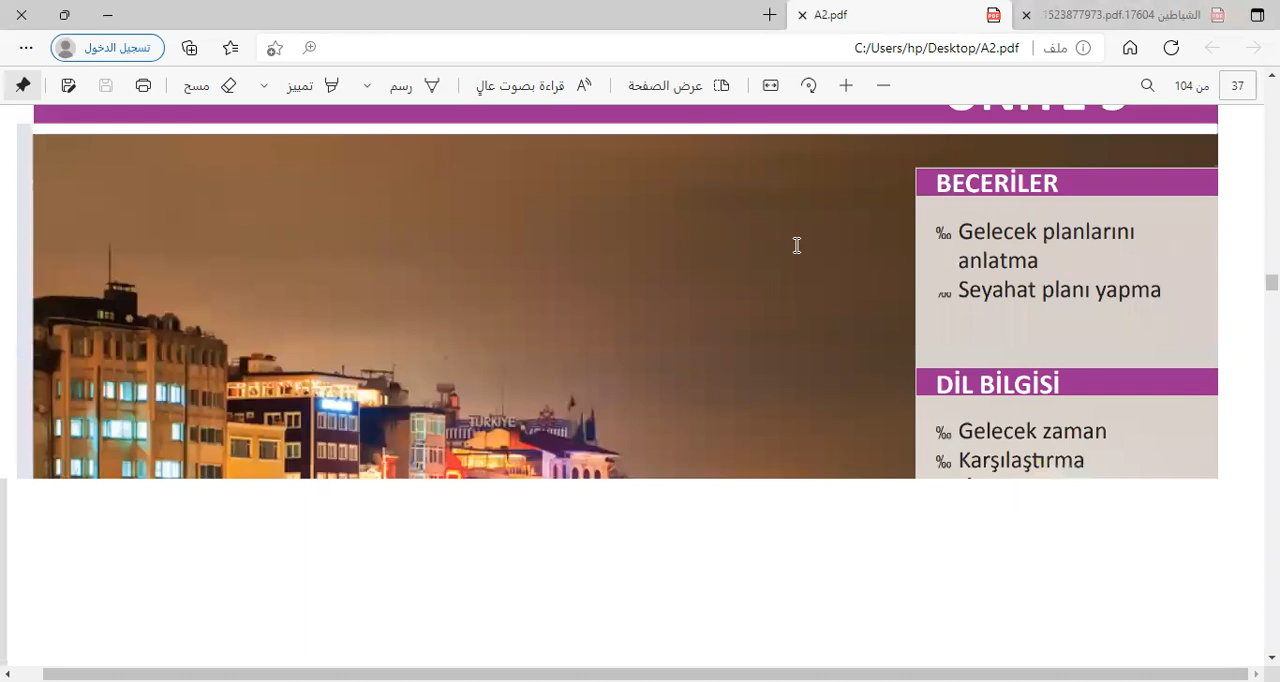 A2.pdf
الشياطين 17604.1523877973.pdf
تسجيل الدخول
C:/Users/hp/Desktop/A2.pdf
ملف
مسح
تمييز
رسم
قراءة بصوت عالٍ
عرض الصفحة
من 104
37
BECERİLER
‰ Gelecek planlarını
anlatma
Seyahat planı yapma
DİL BİLGİSİ
‰ Gelecek zaman
‰ Karşılaştırma
TÜRKİYE